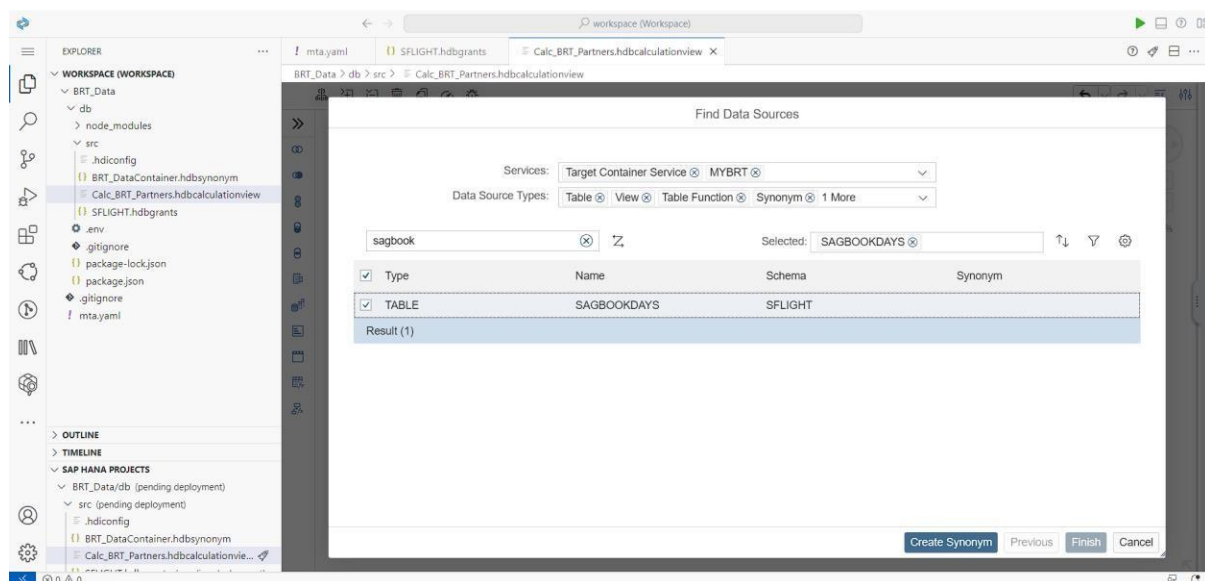 workspace (Workspace)
EXPLORER
WORKSPACE (WORKSPACE)
BRT_Data
db
node_modules
src
.hdiconfig
BRT_DataContainer.hdbsynonym
Calc_BRT_Partners.hdbcalculationview
SFLIGHT.hdbgrants
.env
.gitignore
package-lock.json
package.json
.gitignore
mta.yaml
OUTLINE
TIMELINE
SAP HANA PROJECTS
BRT_Data/db (pending deployment)
src (pending deployment)
.hdiconfig
BRT_DataContainer.hdbsynonym
Calc_BRT_Partners.hdbcalculationvie...
mta.yaml SFLIGHT.hdbgrants Calc_BRT_Partners.hdbcalculationview
BRT_Data > db > src > Calc_BRT_Partners.hdbcalculationview
Find Data Sources
Services: Target Container Service MYBRT
Data Source Types: Table View Table Function Synonym 1 More
sagbook Selected: SAGBOOKDAYS
Type Name Schema Synonym
TABLE SAGBOOKDAYS SFLIGHT
Result (1)
Create Synonym Previous Finish Cancel
0 0